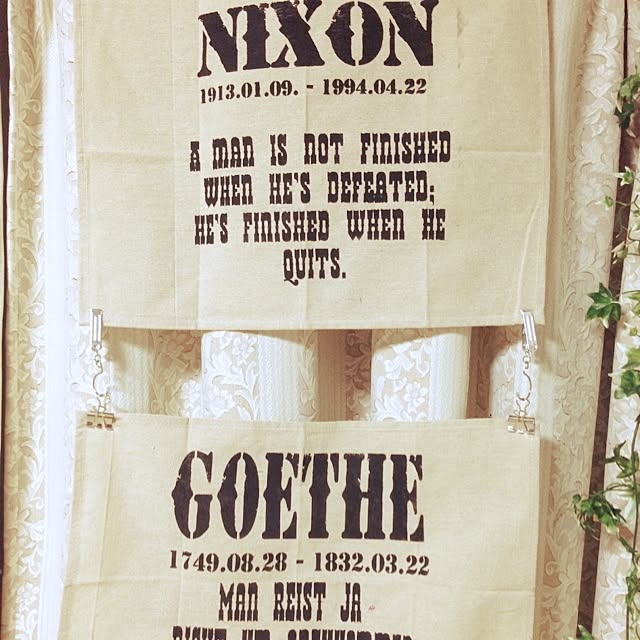 NIXON
1913.01.09. - 1994.04.22
A MAN IS NOT FINISHED
WHEN HE'S DEFEATED;
HE'S FINISHED WHEN HE
QUITS.
GOETHE
1749.08.28 - 1832.03.22
MAN REIST JA